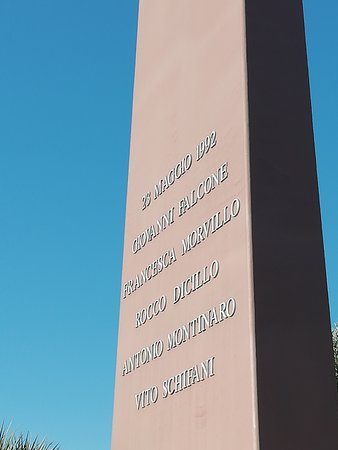 23 MAGGIO 1992
GIOVANNI FALCONE
FRANCESCA MORVILLO
ROCCO DICILLO
ANTONIO MONTINARO
VITO SCHIFANI